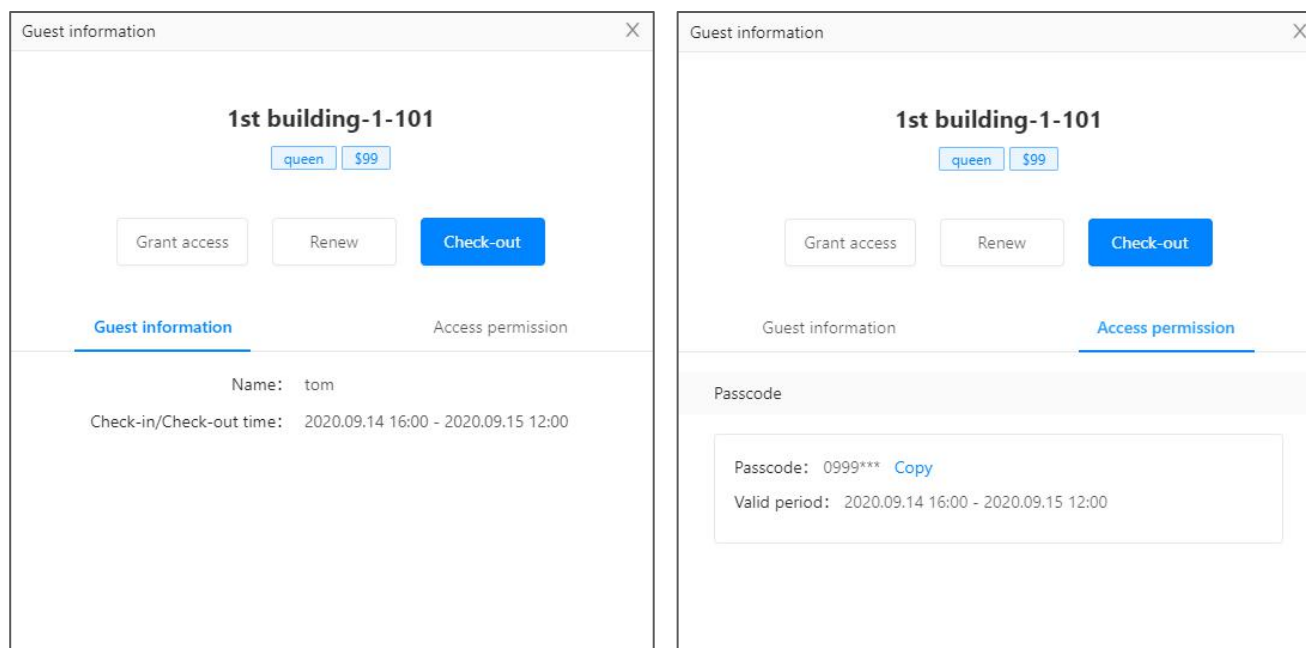 Guest information X
1st building-1-101
queen $99
Grant access Renew Check-out
Guest information Access permission
Name: tom
Check-in/Check-out time: 2020.09.14 16:00 - 2020.09.15 12:00
Guest information X
1st building-1-101
queen $99
Grant access Renew Check-out
Guest information Access permission
Passcode
Passcode: 0999*** Copy
Valid period: 2020.09.14 16:00 - 2020.09.15 12:00